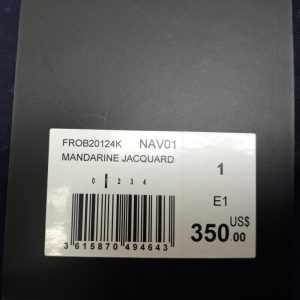 FROB20124K NAV01
MANDARINE JACQUARD
0 1 2 3 4
3 615870 494643
1
E1
350.00 US$